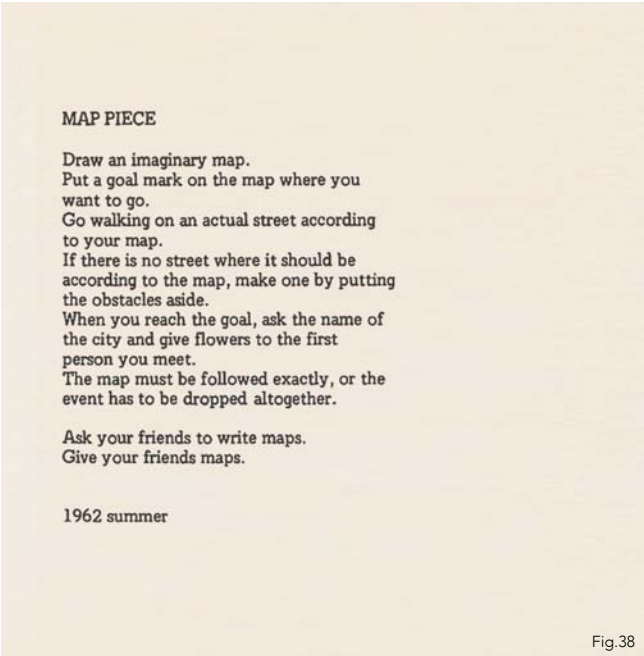 MAP PIECE
Draw an imaginary map.
Put a goal mark on the map where you
want to go.
Go walking on an actual street according
to your map.
If there is no street where it should be
according to the map, make one by putting
the obstacles aside.
When you reach the goal, ask the name of
the city and give flowers to the first
person you meet.
The map must be followed exactly, or the
event has to be dropped altogether.
Ask your friends to write maps.
Give your friends maps.
1962 summer
Fig.38